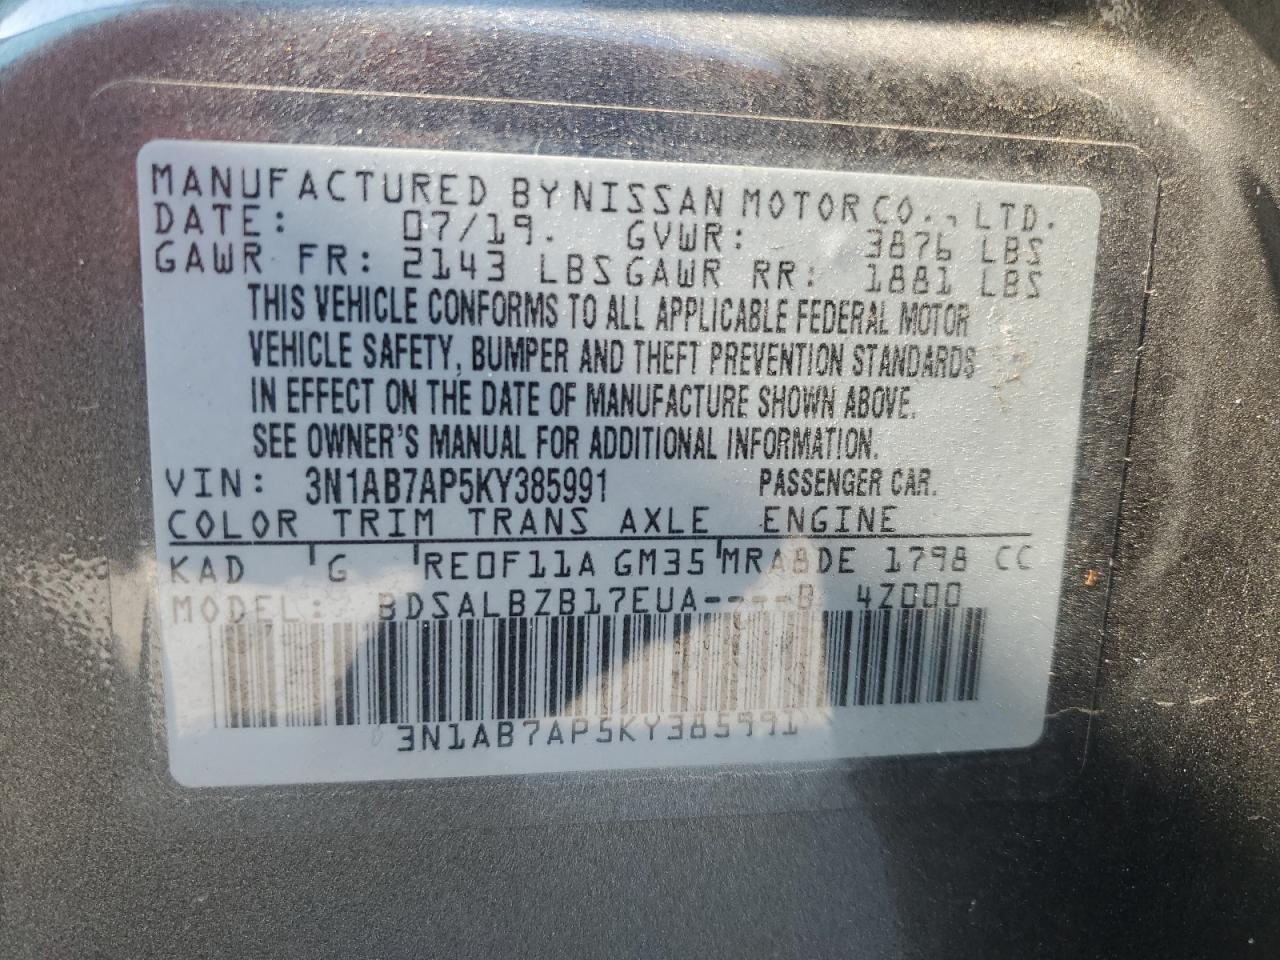 MANUFACTURED BY NISSAN MOTOR CO., LTD.
DATE: 07/19. GVWR: 3876 LBS
GAWR FR: 2143 LBS GAWR RR: 1881 LBS
THIS VEHICLE CONFORMS TO ALL APPLICABLE FEDERAL MOTOR
VEHICLE SAFETY, BUMPER AND THEFT PREVENTION STANDARDS
IN EFFECT ON THE DATE OF MANUFACTURE SHOWN ABOVE.
SEE OWNER'S MANUAL FOR ADDITIONAL INFORMATION.
VIN: 3N1AB7AP5KY385991 PASSENGER CAR.
COLOR TRIM TRANS AXLE ENGINE
KAD G RE0F11A GM35 MRA8DE 1798 CC
MODEL: BDSALBZB17EUA----B 4Z000
3N1AB7AP5KY385991